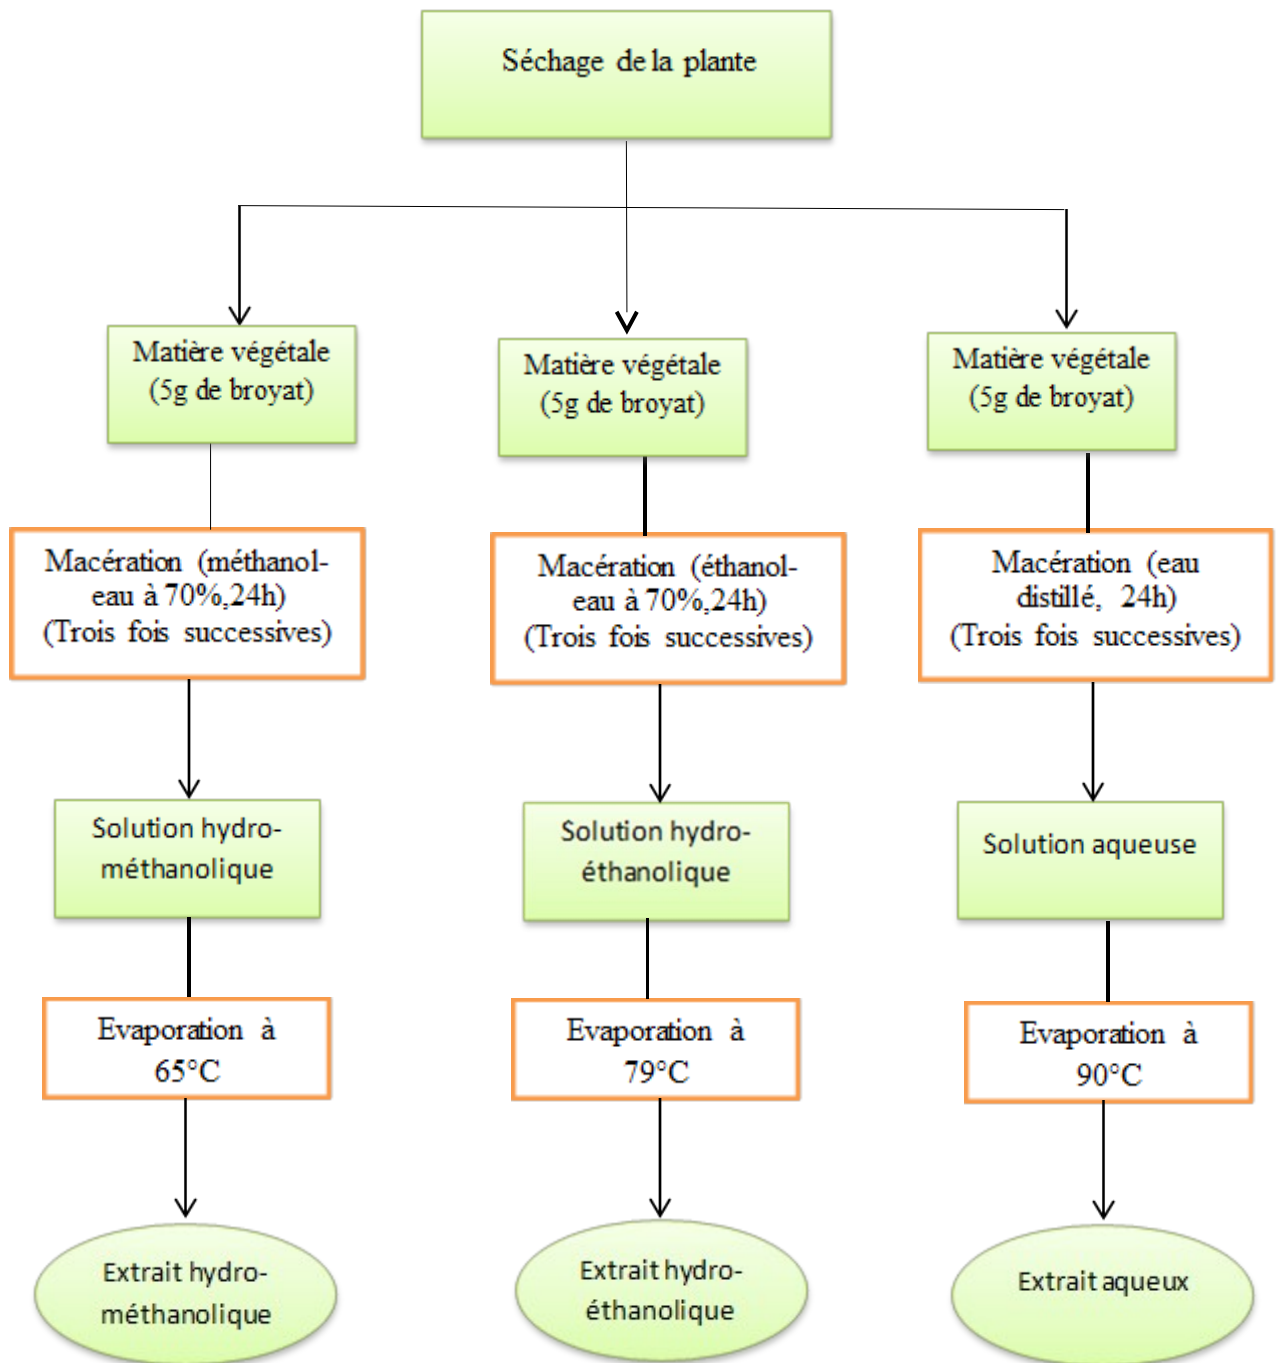 Séchage de la plante
Matière végétale
(5g de broyat)
Matière végétale
(5g de broyat)
Matière végétale
(5g de broyat)
Macération (méthanol-
eau à 70%,24h)
(Trois fois successives)
Macération (éthanol-
eau à 70%,24h)
(Trois fois successives)
Macération (eau
distillé, 24h)
(Trois fois successives)
Solution hydro-
méthanolique
Solution hydro-
éthanolique
Solution aqueuse
Evaporation à
65°C
Evaporation à
79°C
Evaporation à
90°C
Extrait hydro-
méthanolique
Extrait hydro-
éthanolique
Extrait aqueux